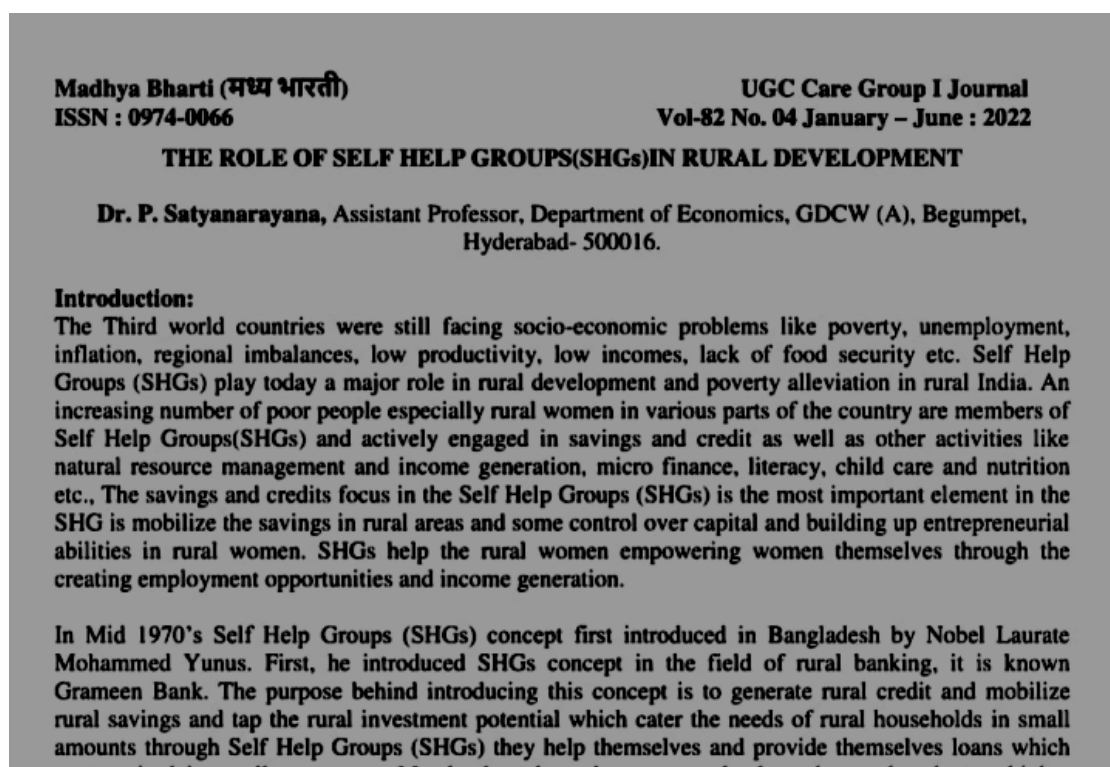 Madhya Bharti (मध्य भारती) UGC Care Group I Journal
ISSN : 0974-0066 Vol-82 No. 04 January – June : 2022
THE ROLE OF SELF HELP GROUPS(SHGs)IN RURAL DEVELOPMENT
Dr. P. Satyanarayana, Assistant Professor, Department of Economics, GDCW (A), Begumpet,
Hyderabad- 500016.
Introduction:
The Third world countries were still facing socio-economic problems like poverty, unemployment,
inflation, regional imbalances, low productivity, low incomes, lack of food security etc. Self Help
Groups (SHGs) play today a major role in rural development and poverty alleviation in rural India. An
increasing number of poor people especially rural women in various parts of the country are members of
Self Help Groups(SHGs) and actively engaged in savings and credit as well as other activities like
natural resource management and income generation, micro finance, literacy, child care and nutrition
etc., The savings and credits focus in the Self Help Groups (SHGs) is the most important element in the
SHG is mobilize the savings in rural areas and some control over capital and building up entrepreneurial
abilities in rural women. SHGs help the rural women empowering women themselves through the
creating employment opportunities and income generation.
In Mid 1970's Self Help Groups (SHGs) concept first introduced in Bangladesh by Nobel Laurate
Mohammed Yunus. First, he introduced SHGs concept in the field of rural banking, it is known
Grameen Bank. The purpose behind introducing this concept is to generate rural credit and mobilize
rural savings and tap the rural investment potential which cater the needs of rural households in small
amounts through Self Help Groups (SHGs) they help themselves and provide themselves loans which